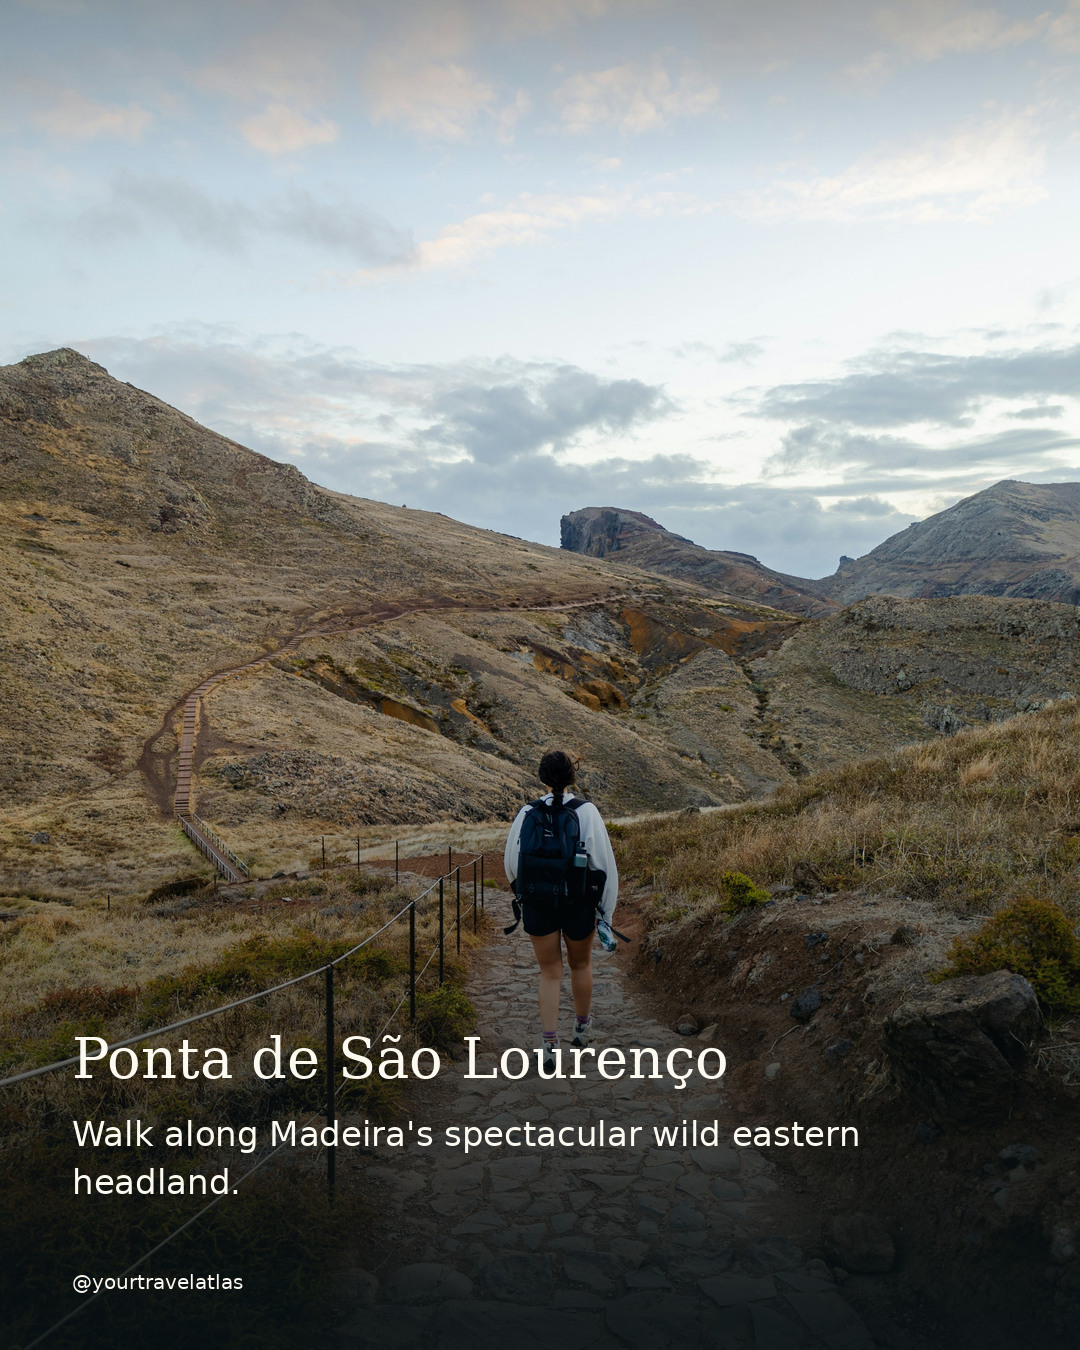 Ponta de São Lourenço
Walk along Madeira's spectacular wild eastern
headland.
@yourtravelatlas